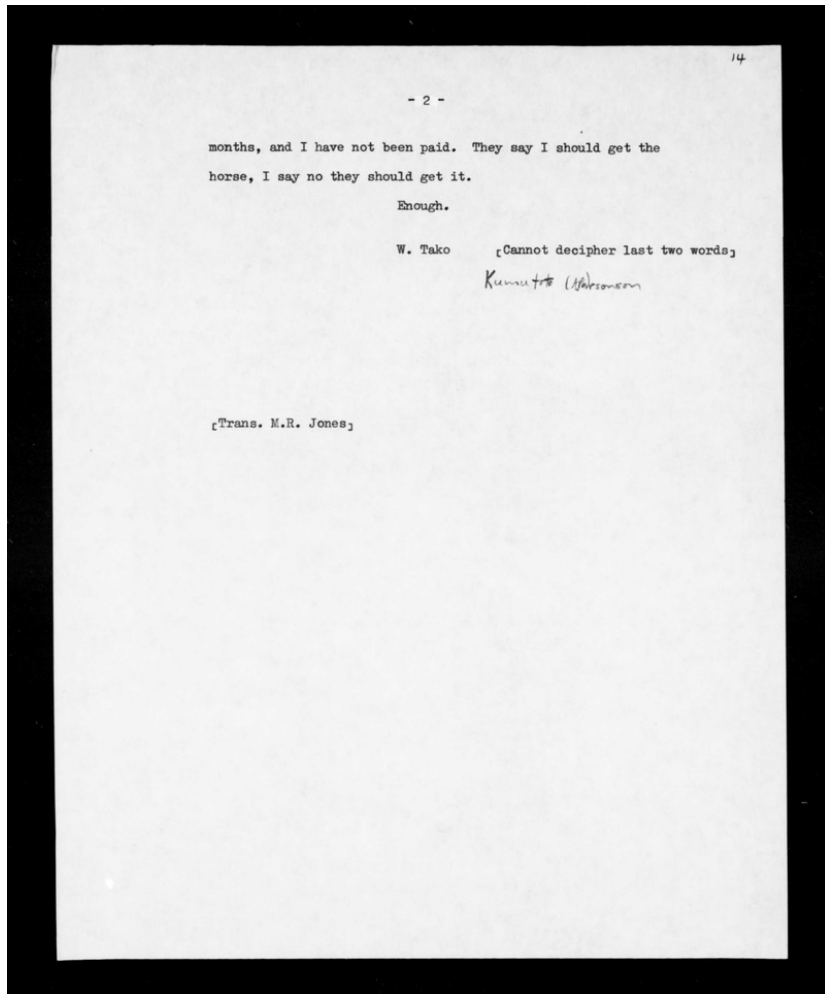 14
- 2 -
months, and I have not been paid. They say I should get the
horse, I say no they should get it.
Enough.
W. Tako [Cannot decipher last two words]
[Trans. M.R. Jones]